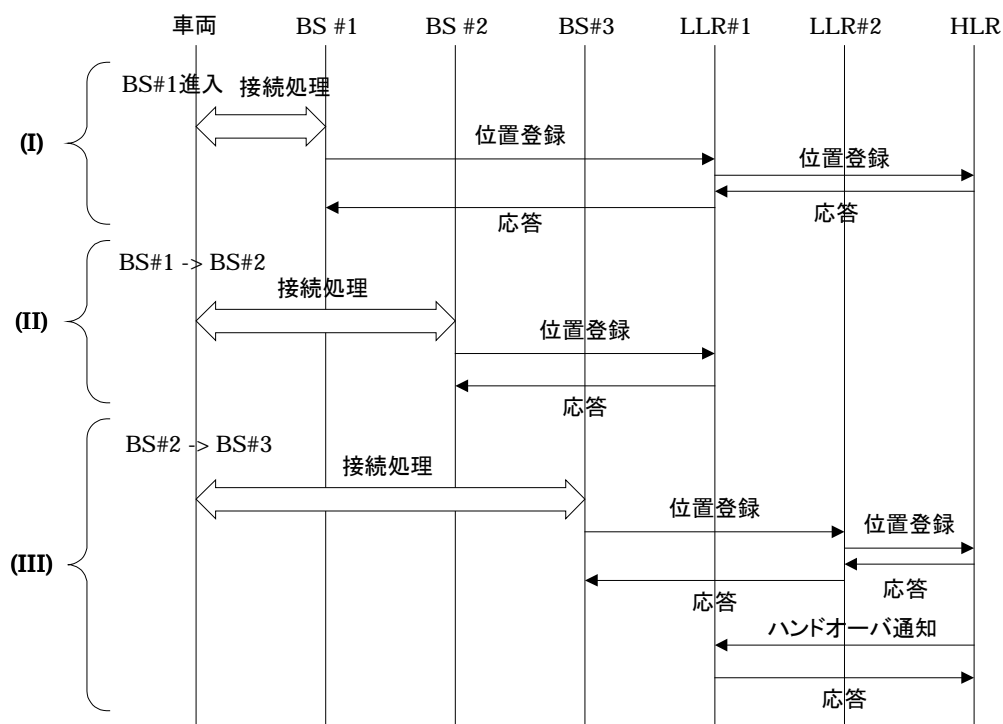 車両 BS #1 BS #2 BS#3 LLR#1 LLR#2 HLR
(I)
BS#1進入
接続処理
位置登録
位置登録
応答
応答
(II)
BS#1 -> BS#2
接続処理
位置登録
応答
(III)
BS#2 -> BS#3
接続処理
位置登録
位置登録
応答
応答
ハンドオーバ通知
応答